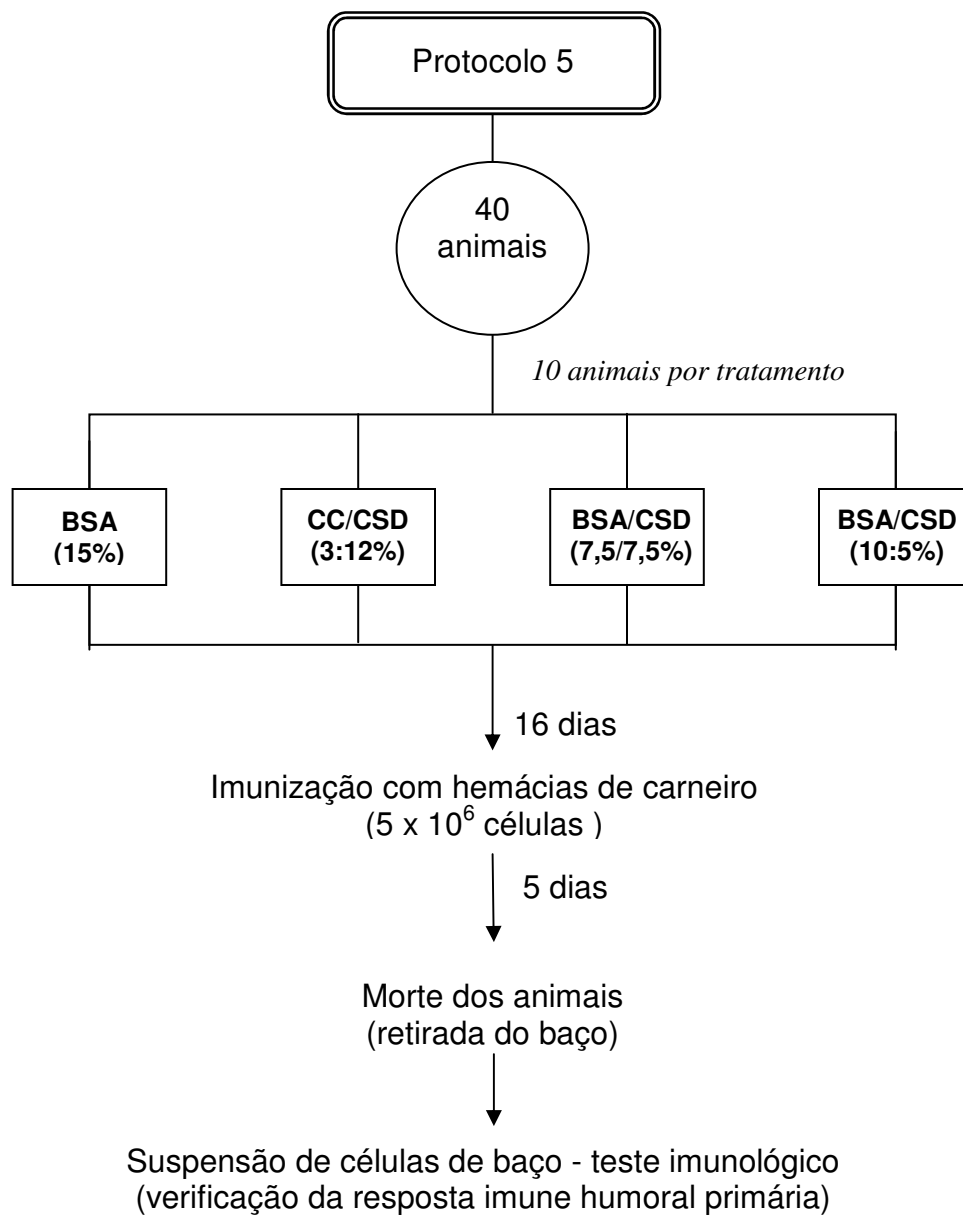 Protocolo 5
40
animais
10 animais por tratamento
BSA
(15%)
CC/CSD
(3:12%)
BSA/CSD
(7,5/7,5%)
BSA/CSD
(10:5%)
16 dias
Imunização com hemácias de carneiro
(5 x 10⁶ células )
5 dias
Morte dos animais
(retirada do baço)
Suspensão de células de baço - teste imunológico
(verificação da resposta imune humoral primária)